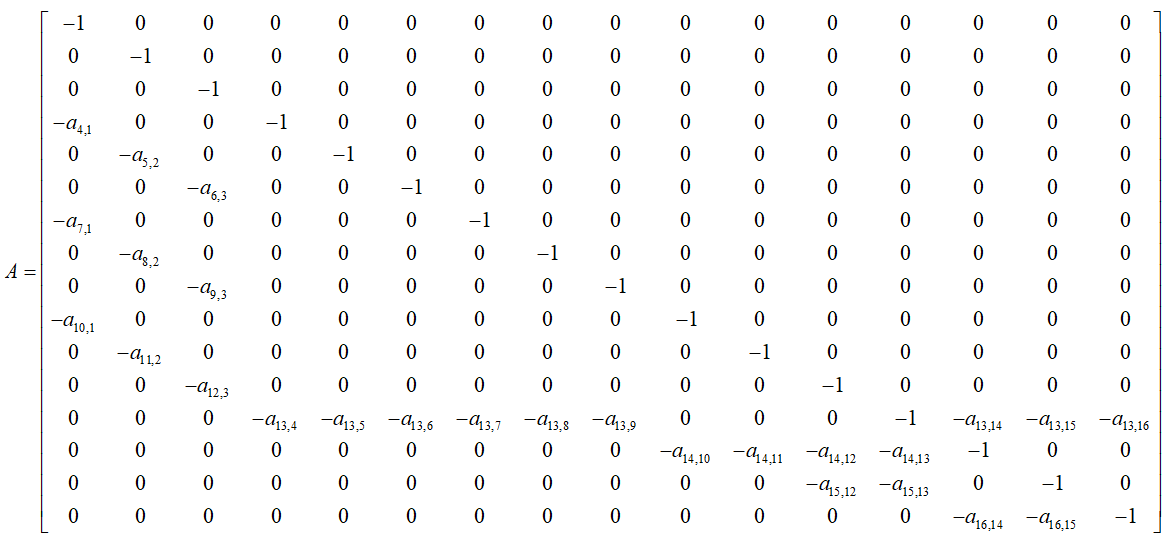 −1 0 0 0 0 0 0 0 0 0 0 0 0 0 0 0
0 −1 0 0 0 0 0 0 0 0 0 0 0 0 0 0
0 0 −1 0 0 0 0 0 0 0 0 0 0 0 0 0
−a4,1 0 0 −1 0 0 0 0 0 0 0 0 0 0 0 0
0 −a5,2 0 0 −1 0 0 0 0 0 0 0 0 0 0 0
0 0 −a6,3 0 0 −1 0 0 0 0 0 0 0 0 0 0
−a7,1 0 0 0 0 0 −1 0 0 0 0 0 0 0 0 0
0 −a8,2 0 0 0 0 0 −1 0 0 0 0 0 0 0 0
A = 0 0 −a9,3 0 0 0 0 0 −1 0 0 0 0 0 0 0
−a10,1 0 0 0 0 0 0 0 0 −1 0 0 0 0 0 0
0 −a11,2 0 0 0 0 0 0 0 0 −1 0 0 0 0 0
0 0 −a12,3 0 0 0 0 0 0 0 0 −1 0 0 0 0
0 0 0 −a13,4 −a13,5 −a13,6 −a13,7 −a13,8 −a13,9 0 0 0 −1 −a13,14 −a13,15 −a13,16
0 0 0 0 0 0 0 0 0 −a14,10 −a14,11 −a14,12 −a14,13 −1 0 0
0 0 0 0 0 0 0 0 0 0 0 −a15,12 −a15,13 0 −1 0
0 0 0 0 0 0 0 0 0 0 0 0 0 −a16,14 −a16,15 −1